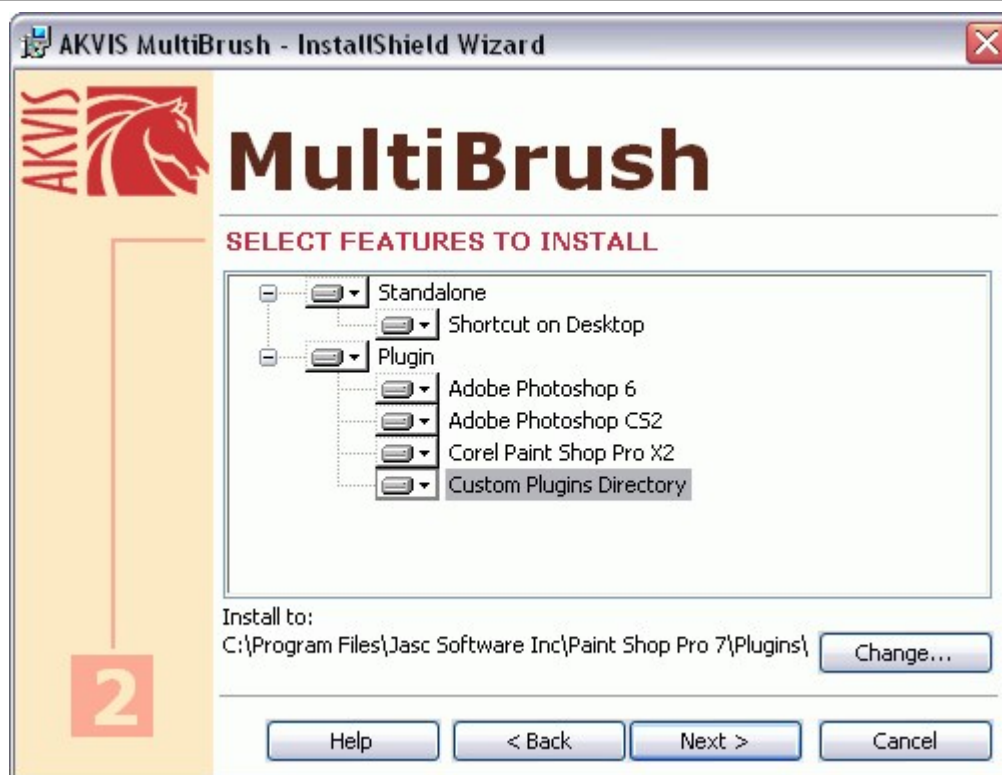 AKVIS MultiBrush - InstallShield Wizard
AKVIS
MultiBrush
SELECT FEATURES TO INSTALL
Standalone
Shortcut on Desktop
Plugin
Adobe Photoshop 6
Adobe Photoshop CS2
Corel Paint Shop Pro X2
Custom Plugins Directory
Install to:
C:\Program Files\Jasc Software Inc\Paint Shop Pro 7\Plugins\
Change...
2
Help
< Back
Next >
Cancel